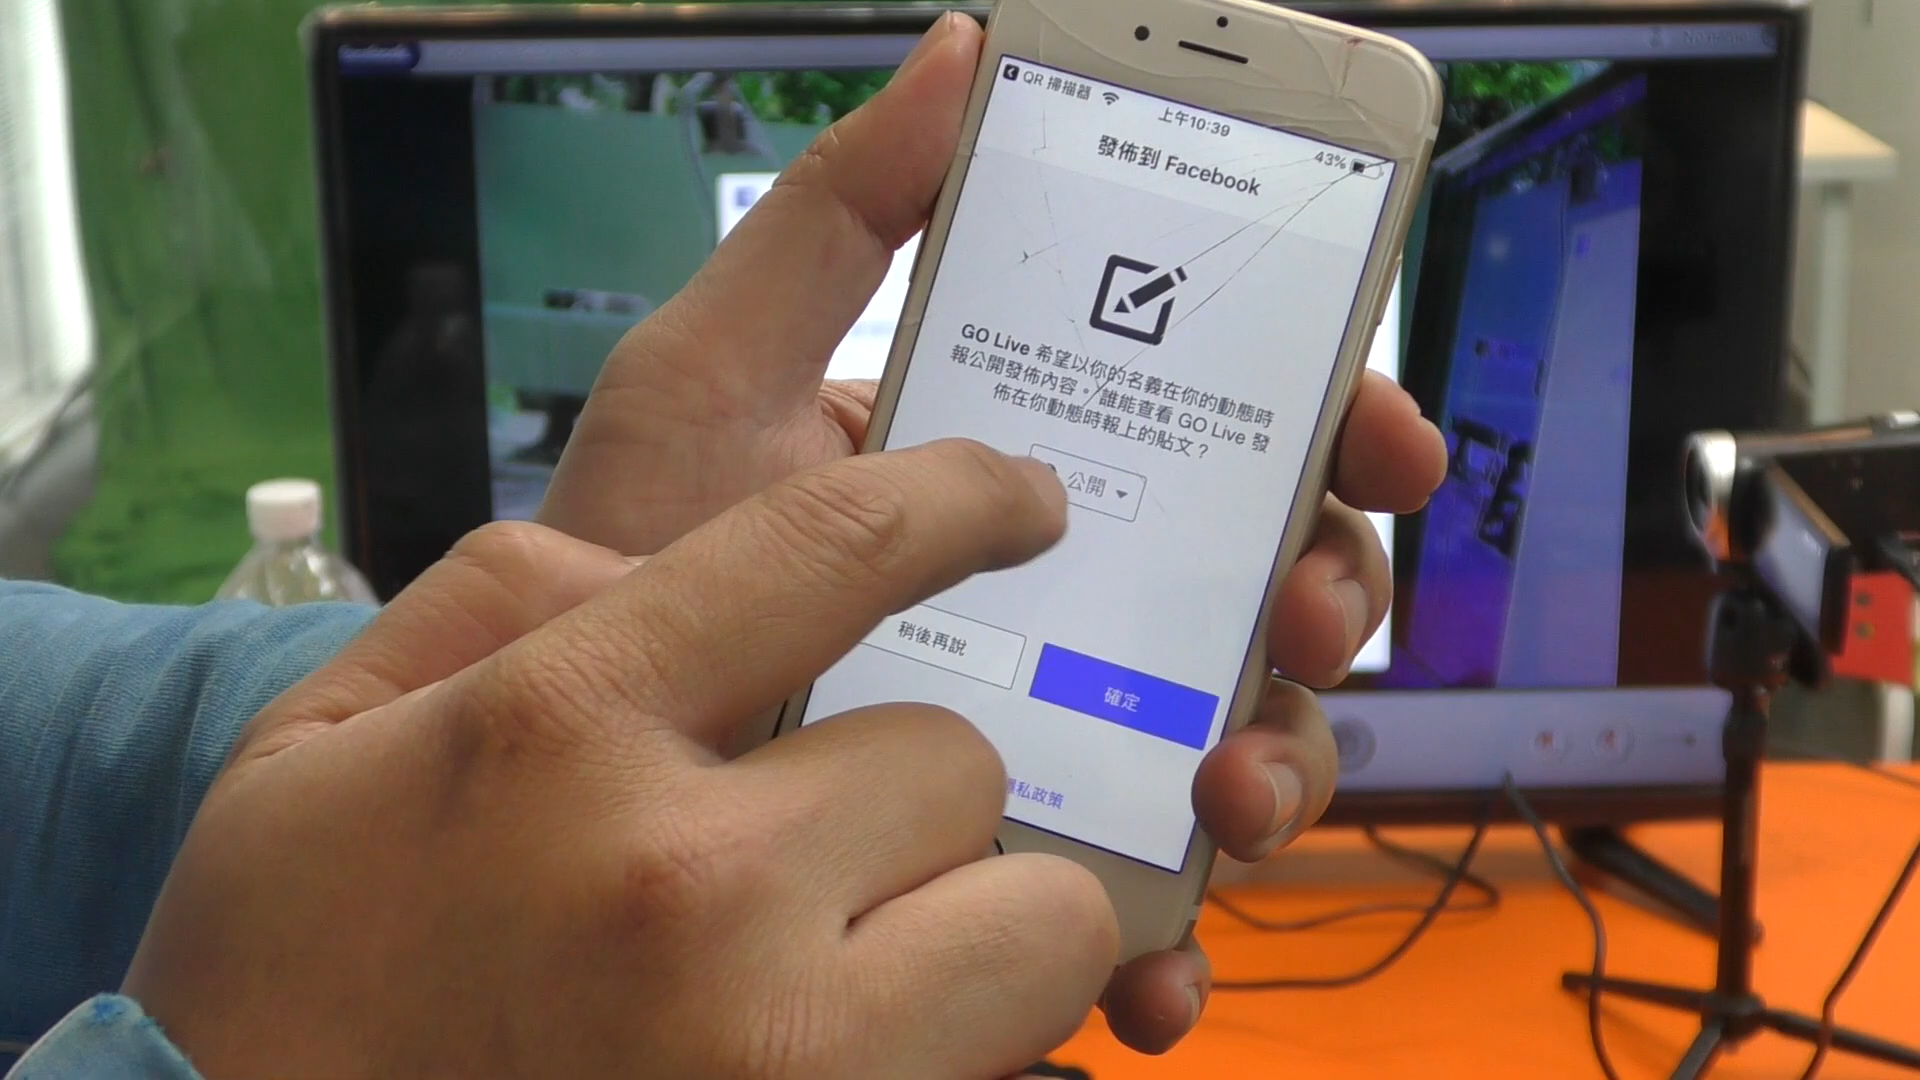 QR 掃描器
上午10:39
43%
發佈到 Facebook
GO Live 希望以你的名義在你的動態時
報公開發佈內容。誰能查看 GO Live 發
佈在你動態時報上的貼文？
公開
稍後再說
確定
隱私政策